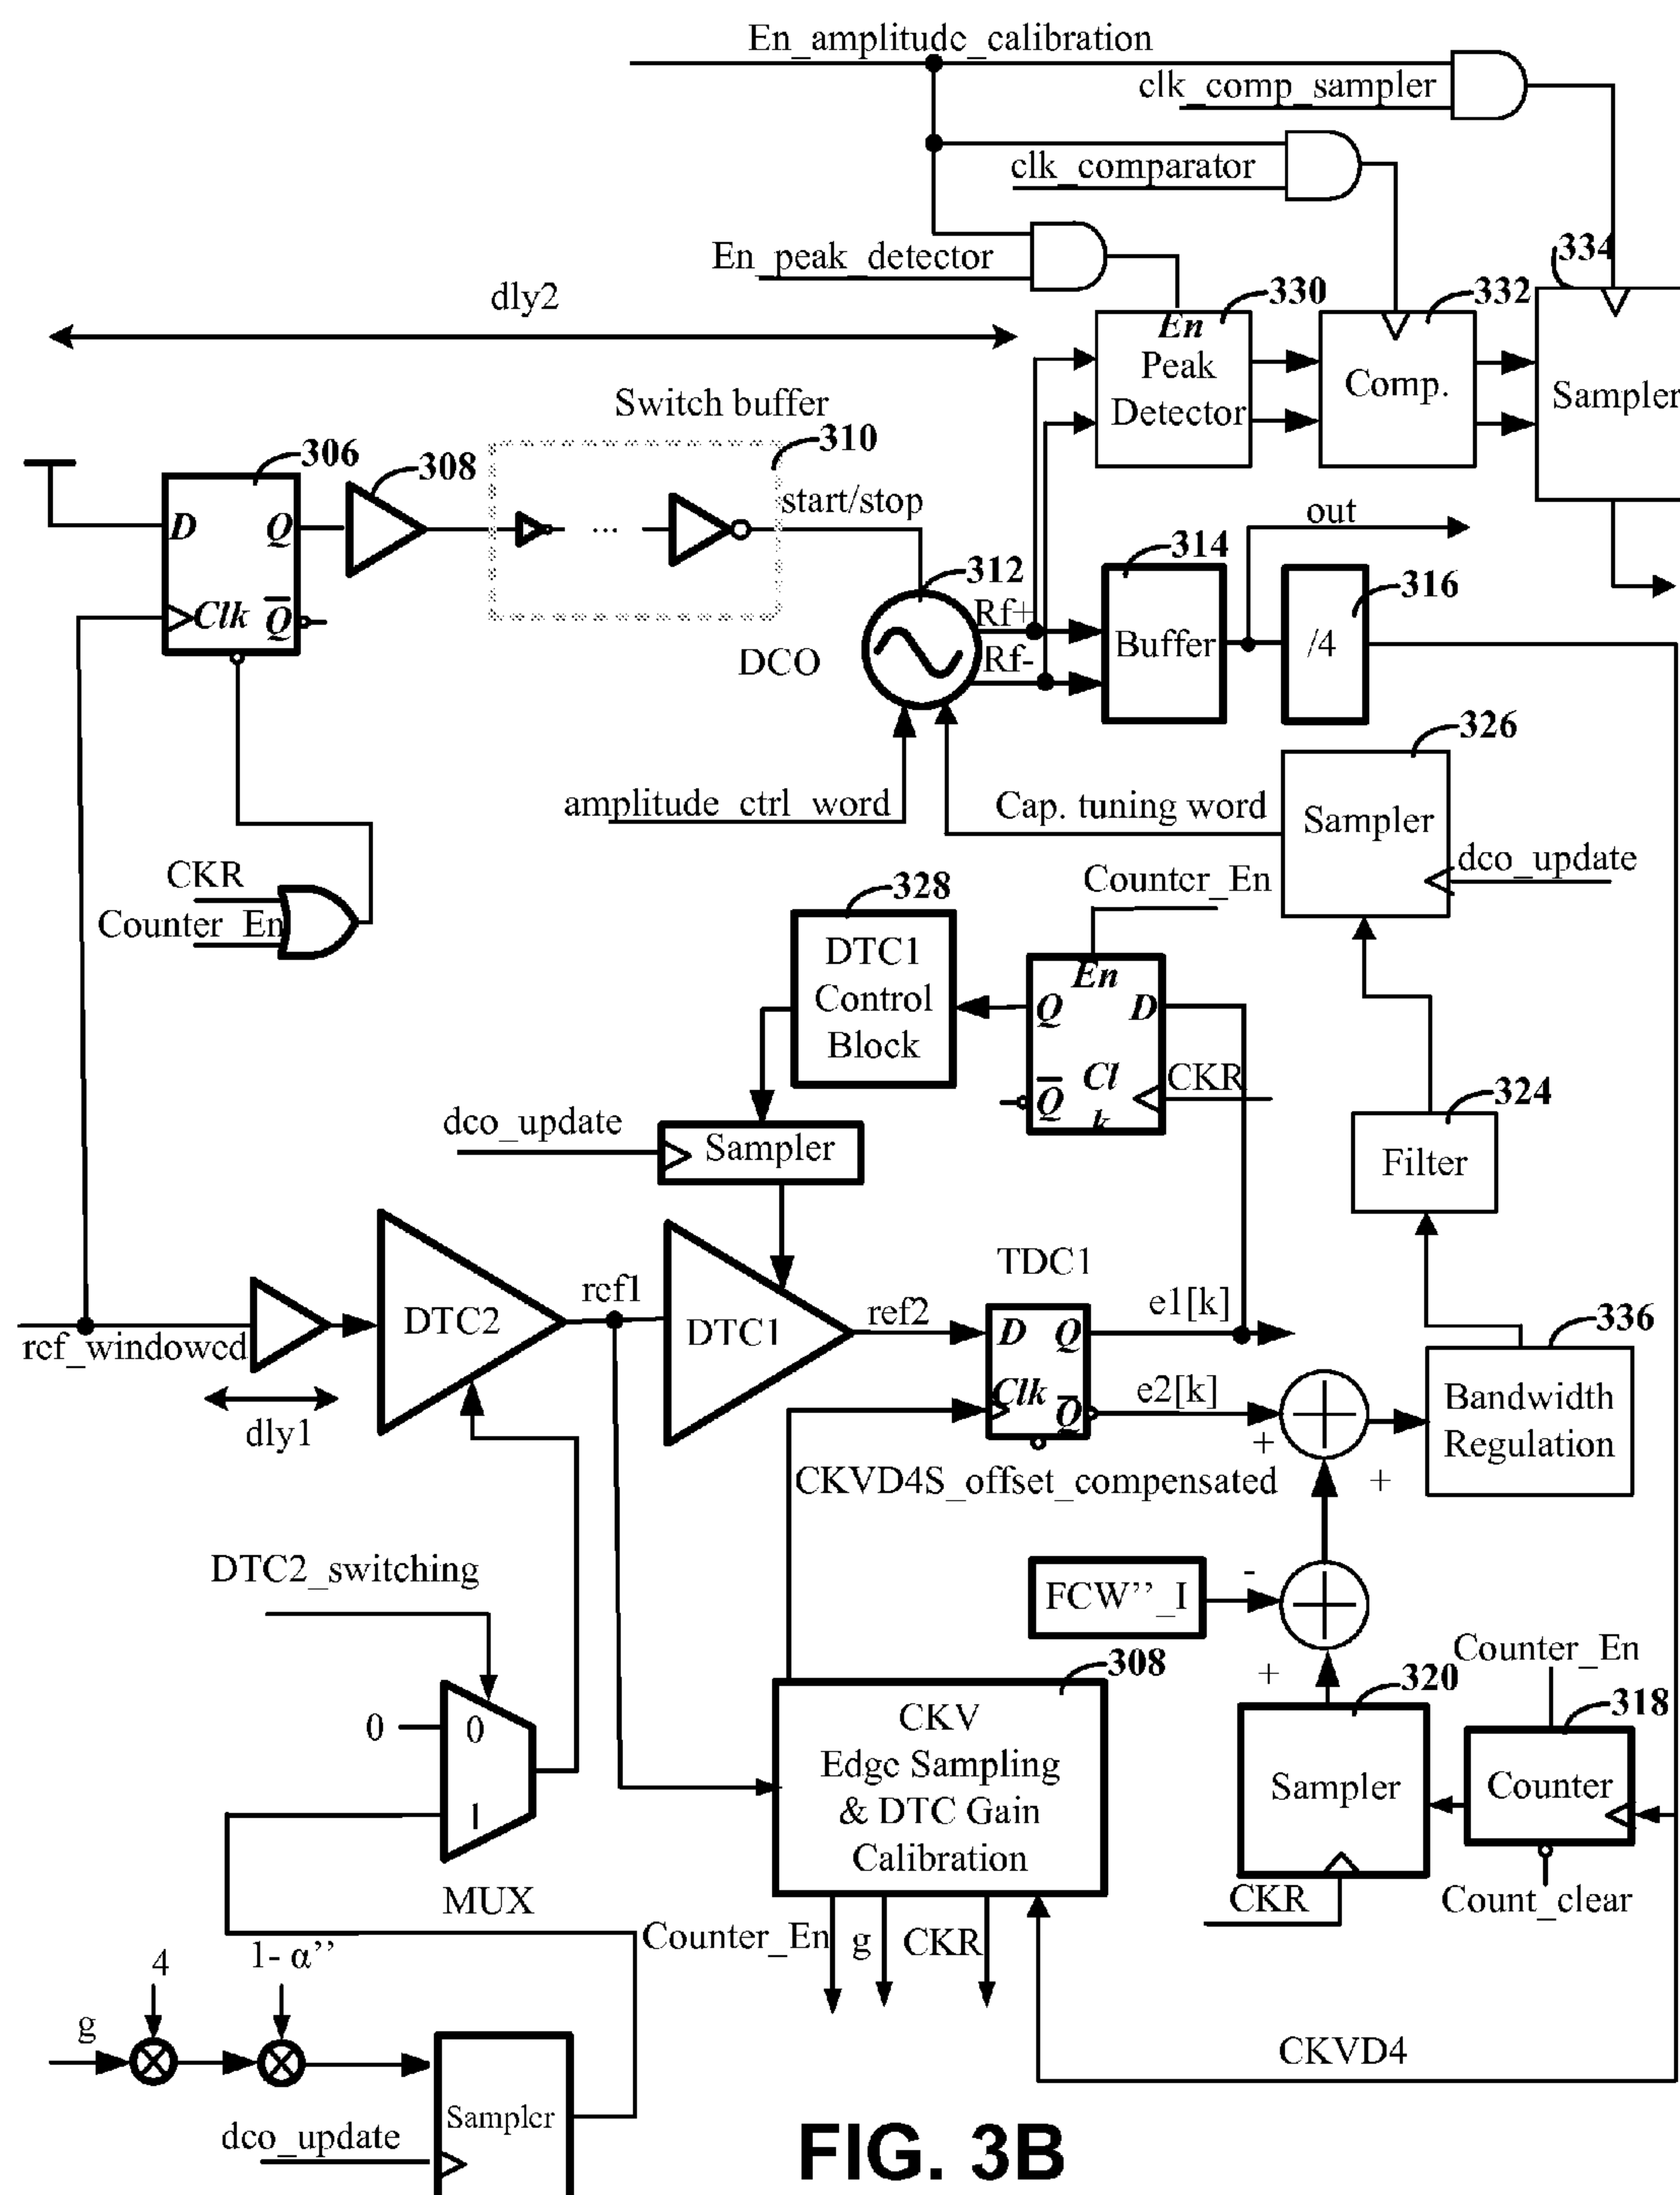 En_amplitude_calibration
clk_comp_sampler
clk_comparator
En_peak_detector
334
dly2
330
332
En
Peak
Detector
Comp.
Sampler
Switch buffer
306
308
310
start/stop
D
Q
Clk
Q
out
312
314
316
Rf+
Rf-
DCO
Buffer
/4
326
amplitude_ctrl_word
Cap. tuning word
Sampler
dco_update
CKR
Counter_En
328
Counter_En
DTC1
Control
Block
En
Q
D
Q
Cl
k
CKR
324
Filter
dco_update
Sampler
TDC1
ref_windowed
dly1
DTC2
ref1
DTC1
ref2
D
Q
Clk
Q
e1[k]
e2[k]
336
Bandwidth
Regulation
+
+
CKVD4S_offset_compensated
DTC2_switching
FCW’’_I
-
+
308
320
Counter_En
318
0
0
1
MUX
CKV
Edge Sampling
& DTC Gain
Calibration
Sampler
Counter
CKR
Count_clear
Counter_En
g
CKR
4
1- α’’
g
CKVD4
Sampler
dco_update
FIG. 3B